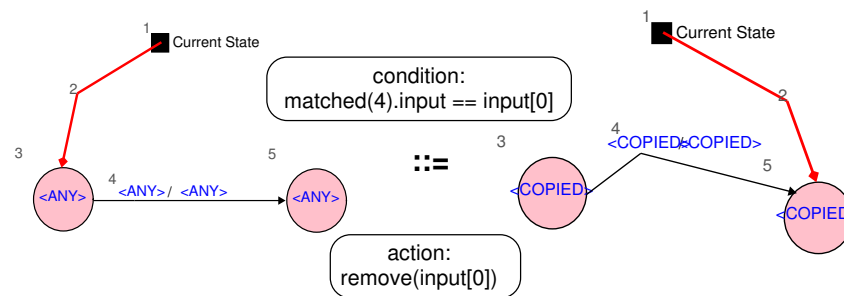 1
Current State
2
3
<ANY>
4
<ANY>/ <ANY>
5
<ANY>
condition:
matched(4).input == input[0]
::=
action:
remove(input[0])
1
Current State
2
3
<COPIED>
4
<COPIED>/<COPIED>
5
<COPIED>